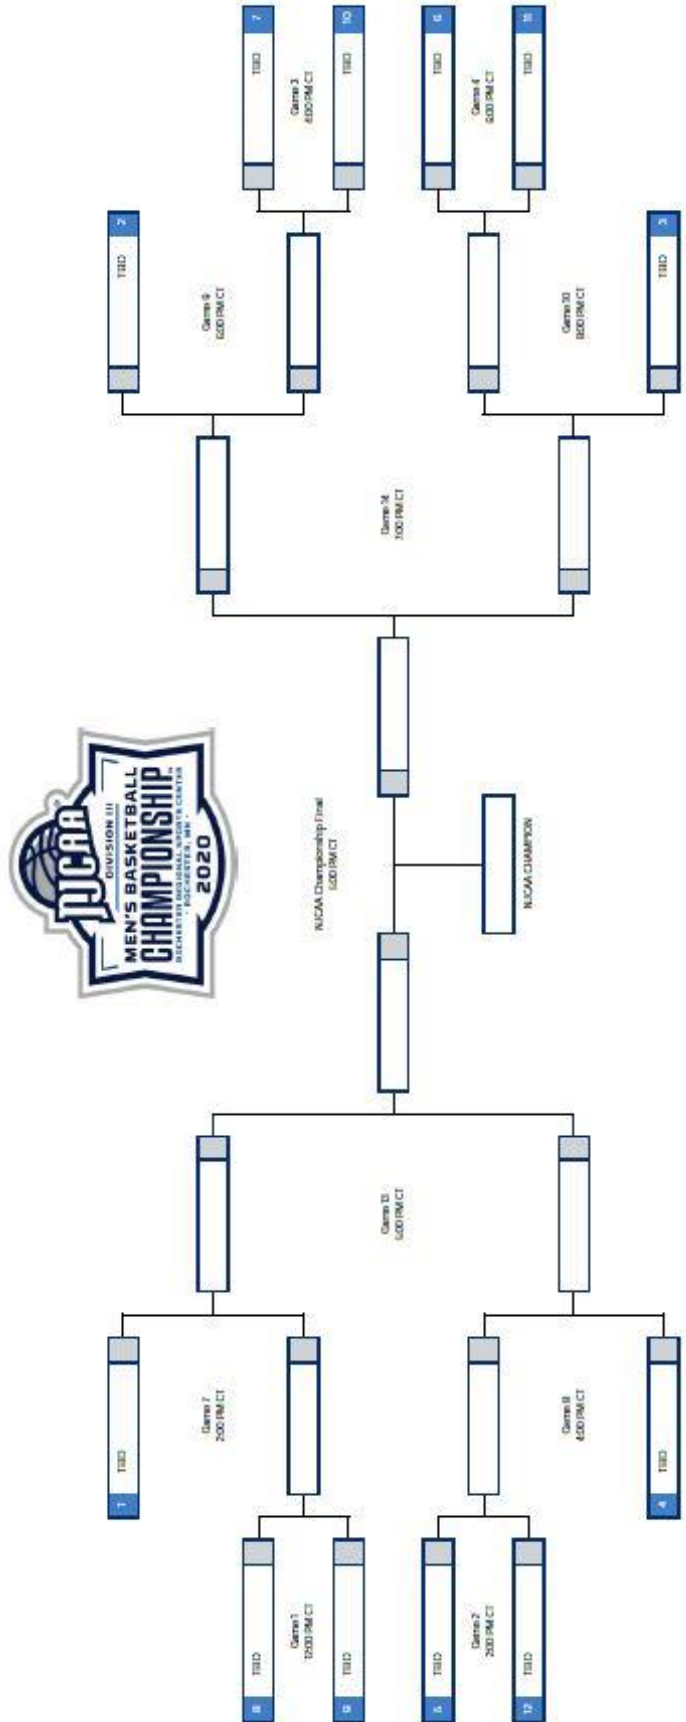 NJCAA
DIVISION III
MEN'S BASKETBALL
CHAMPIONSHIP
ROCHESTER REGIONAL SPORTS CENTER
- ROCHESTER, MN -
2020
8 TBD
Game 1
12:00 PM CT
9 TBD
5 TBD
Game 2
2:00 PM CT
12 TBD
1 TBD
Game 7
2:00 PM CT
Game 8
4:00 PM CT
4 TBD
Game 13
5:00 PM CT
NJCAA Championship Final
5:00 PM CT
NJCAA CHAMPION
Game 14
7:00 PM CT
TBD 2
Game 9
6:00 PM CT
Game 10
8:00 PM CT
TBD 3
TBD 7
Game 3
4:00 PM CT
TBD 10
TBD 6
Game 4
6:00 PM CT
TBD 11